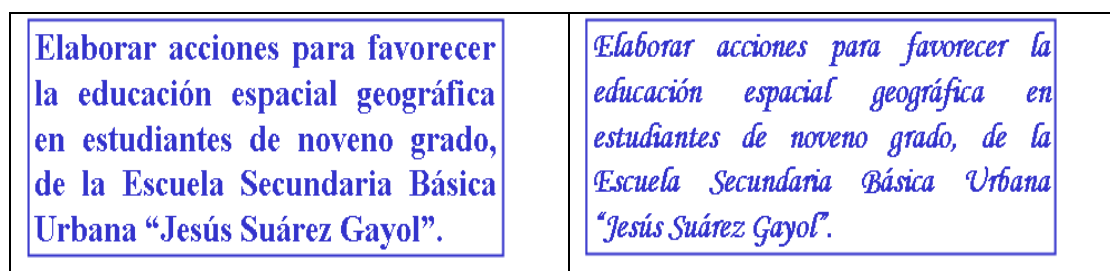 Elaborar acciones para favorecer
la educación espacial geográfica
en estudiantes de noveno grado,
de la Escuela Secundaria Básica
Urbana “Jesús Suárez Gayol”.
Elaborar acciones para favorecer la
educación espacial geográfica en
estudiantes de noveno grado, de la
Escuela Secundaria Básica Urbana
“Jesús Suárez Gayol”.